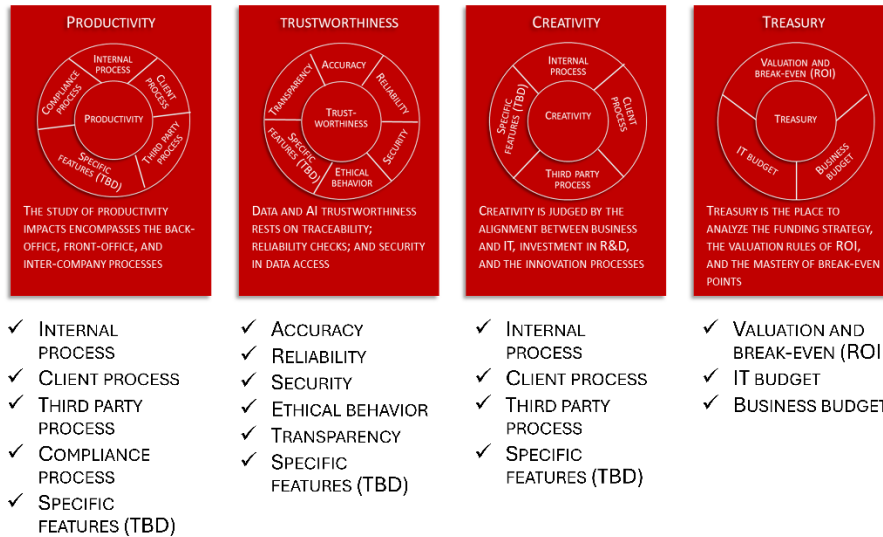 PRODUCTIVITY
INTERNAL
PROCESS
CLIENT
PROCESS
THIRD PARTY
PROCESS
SPECIFIC
FEATURES (TBD)
COMPLIANCE
PROCESS
PRODUCTIVITY
THE STUDY OF PRODUCTIVITY
IMPACTS ENCOMPASSES THE BACK-
OFFICE, FRONT-OFFICE, AND
INTER-COMPANY PROCESSES
TRUSTWORTHINESS
ACCURACY
RELIABILITY
SECURITY
ETHICAL
BEHAVIOR
SPECIFIC
FEATURES (TBD)
TRANSPARENCY
TRUST-
WORTHINESS
DATA AND AI TRUSTWORTHINESS
RESTS ON TRACEABILITY;
RELIABILITY CHECKS; AND SECURITY
IN DATA ACCESS
CREATIVITY
INTERNAL
PROCESS
CLIENT
PROCESS
THIRD PARTY
PROCESS
SPECIFIC
FEATURES (TBD)
CREATIVITY
CREATIVITY IS JUDGED BY THE
ALIGNMENT BETWEEN BUSINESS
AND IT, INVESTMENT IN R&D,
AND THE INNOVATION PROCESSES
TREASURY
VALUATION AND
BREAK-EVEN (ROI)
BUSINESS
BUDGET
IT BUDGET
TREASURY
TREASURY IS THE PLACE TO
ANALYZE THE FUNDING STRATEGY,
THE VALUATION RULES OF ROI,
AND THE MASTERY OF BREAK-EVEN
POINTS
✓ INTERNAL
PROCESS
✓ CLIENT PROCESS
✓ THIRD PARTY
PROCESS
✓ COMPLIANCE
PROCESS
✓ SPECIFIC
FEATURES (TBD)
✓ ACCURACY
✓ RELIABILITY
✓ SECURITY
✓ ETHICAL BEHAVIOR
✓ TRANSPARENCY
✓ SPECIFIC
FEATURES (TBD)
✓ INTERNAL
PROCESS
✓ CLIENT PROCESS
✓ THIRD PARTY
PROCESS
✓ SPECIFIC
FEATURES (TBD)
✓ VALUATION AND
BREAK-EVEN (ROI
✓ IT BUDGET
✓ BUSINESS BUDGET